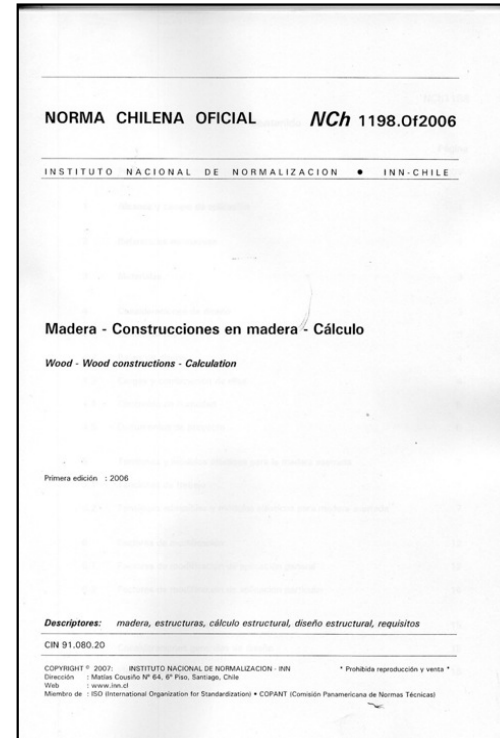 NORMA CHILENA OFICIAL NCh 1198.Of2006
INSTITUTO NACIONAL DE NORMALIZACION • INN-CHILE
Madera - Construcciones en madera - Cálculo
Wood - Wood constructions - Calculation
Primera edición : 2006
Descriptores: madera, estructuras, cálculo estructural, diseño estructural, requisitos
CIN 91.080.20
COPYRIGHT © 2007: INSTITUTO NACIONAL DE NORMALIZACION - INN * Prohibida reproducción y venta *
Dirección : Matías Cousiño Nº 64, 6º Piso, Santiago, Chile
Web : www.inn.cl
Miembro de : ISO (International Organization for Standardization) • COPANT (Comisión Panamericana de Normas Técnicas)